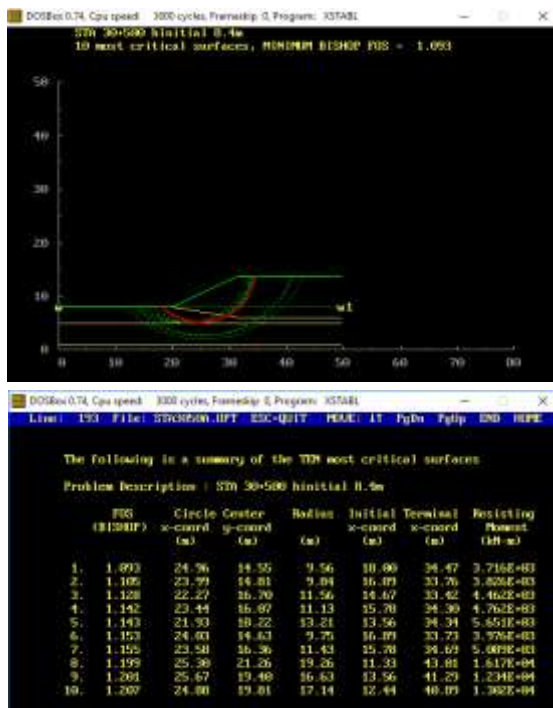 DOSBox 0.74, Cpu speed: 3000 cycles, Frameskip 0, Program: XSTABL
STA 30+500 hinitial 8.4m
10 most critical surfaces, MINIMUM BISHOP FOS = 1.093
50
40
30
20
10
0
w1
0 10 20 30 40 50 60 70 80
DOSBox 0.74, Cpu speed: 3000 cycles, Frameskip 0, Program: XSTABL
Line: 193 File: .OPT ESC-QUIT MOVE: PgDn PgUp END HOME
The following is a summary of the TEN most critical surfaces
Problem Description : STA 30+500 hinitial 8.4m
FOS Circle Center Radius Initial Terminal Resisting
(BISHOP) x-coord y-coord x-coord x-coord Moment
(m) (m) (m) (m) (m) (kN-m)
1. 1.093 24.96 14.55 9.56 18.00 34.47 3.716E+03
2. 1.105 23.99 14.81 9.84 16.89 33.76 3.826E+03
3. 1.128 22.27 16.70 11.56 14.67 33.42 4.462E+03
4. 1.142 23.44 16.07 11.13 15.78 34.30 4.762E+03
5. 1.143 21.93 18.22 13.21 13.56 34.34 5.651E+03
6. 1.153 24.03 14.63 9.75 16.89 33.73 3.976E+03
7. 1.155 23.58 16.36 11.43 15.78 34.69 5.089E+03
8. 1.199 25.30 21.26 19.26 11.33 43.01 1.617E+04
9. 1.201 25.67 19.40 16.63 13.56 41.29 1.234E+04
10. 1.207 24.88 19.81 17.14 12.44 40.89 1.302E+04